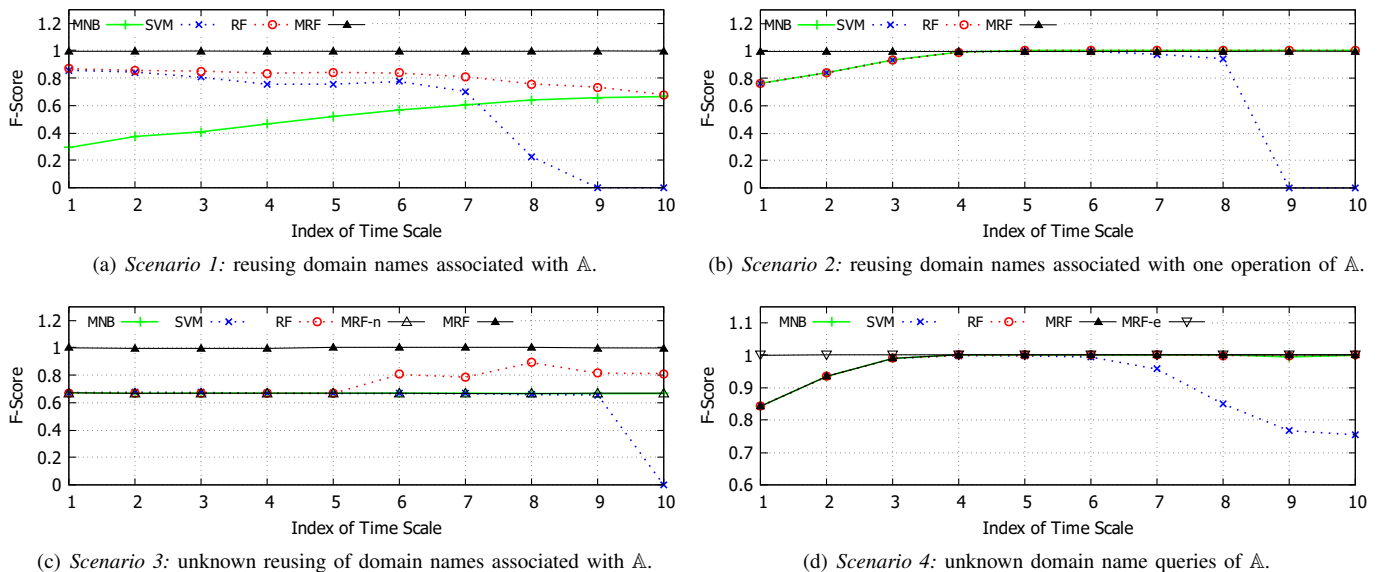 MNB SVM RF MRF
1.2
1
0.8
0.6
0.4
0.2
0
F-Score
1 2 3 4 5 6 7 8 9 10
Index of Time Scale
(a) Scenario 1: reusing domain names associated with 𝔸.
MNB SVM RF MRF
1.2
1
0.8
0.6
0.4
0.2
0
F-Score
1 2 3 4 5 6 7 8 9 10
Index of Time Scale
(b) Scenario 2: reusing domain names associated with one operation of 𝔸.
MNB SVM RF MRF-n MRF
1.2
1
0.8
0.6
0.4
0.2
0
F-Score
1 2 3 4 5 6 7 8 9 10
Index of Time Scale
(c) Scenario 3: unknown reusing of domain names associated with 𝔸.
MNB SVM RF MRF MRF-e
1.1
1
0.9
0.8
0.7
0.6
F-Score
1 2 3 4 5 6 7 8 9 10
Index of Time Scale
(d) Scenario 4: unknown domain name queries of 𝔸.